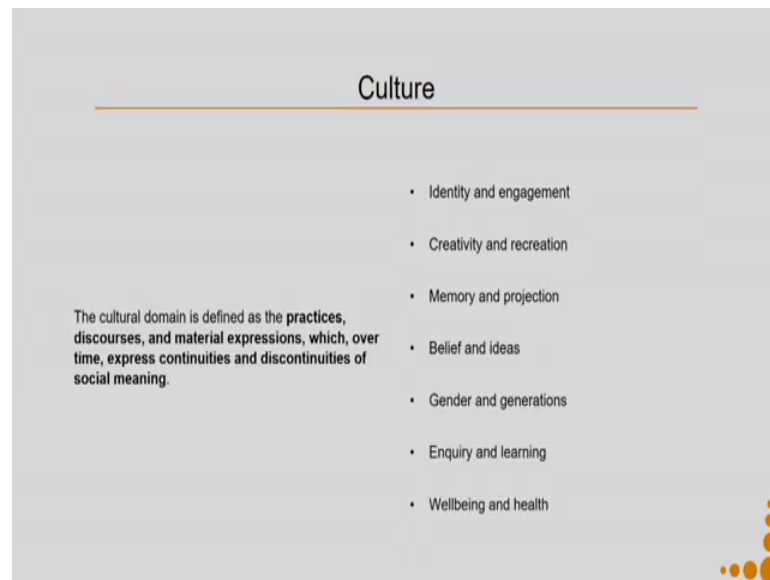 Culture
The cultural domain is defined as the practices,
discourses, and material expressions, which, over
time, express continuities and discontinuities of
social meaning.
• Identity and engagement
• Creativity and recreation
• Memory and projection
• Belief and ideas
• Gender and generations
• Enquiry and learning
• Wellbeing and health